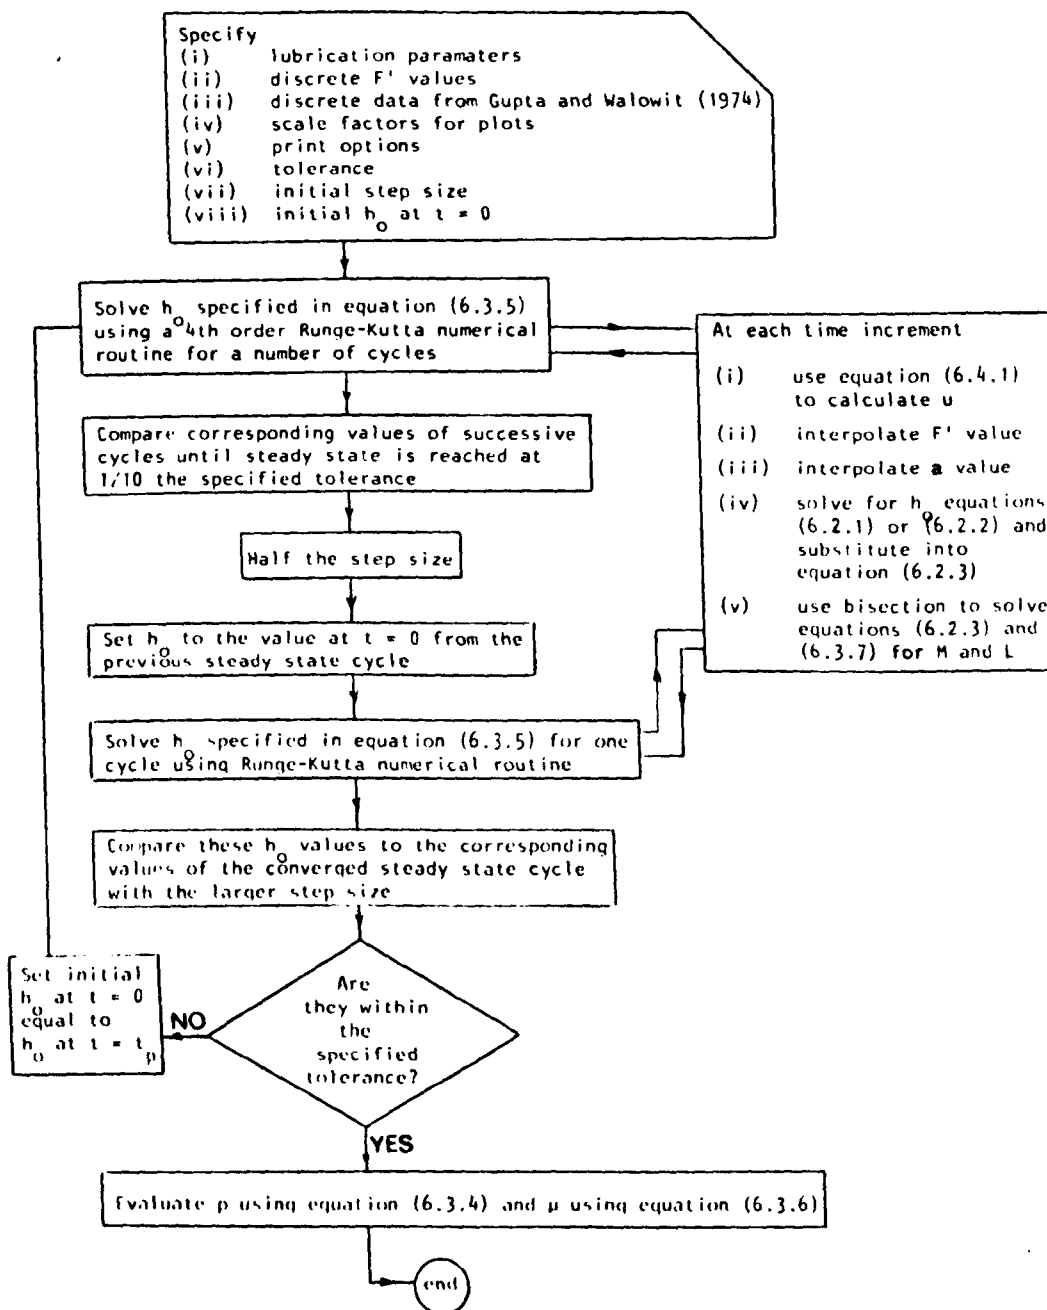 Specify
(i) lubrication paramaters
(ii) discrete F' values
(iii) discrete data from Gupta and Walowit (1974)
(iv) scale factors for plots
(v) print options
(vi) tolerance
(vii) initial step size
(viii) initial h_o at t = 0
Solve h_o specified in equation (6.3.5)
using a 4th order Runge-Kutta numerical
routine for a number of cycles
At each time increment
(i) use equation (6.4.1)
to calculate u
(ii) interpolate F' value
(iii) interpolate a value
(iv) solve for h_o equations
(6.2.1) or (6.2.2) and
substitute into
equation (6.2.3)
(v) use bisection to solve
equations (6.2.3) and
(6.3.7) for M and L
Compare corresponding values of successive
cycles until steady state is reached at
1/10 the specified tolerance
Half the step size
Set h_o to the value at t = 0 from the
previous steady state cycle
Solve h_o specified in equation (6.3.5) for one
cycle using Runge-Kutta numerical routine
Compare these h_o values to the corresponding
values of the converged steady state cycle
with the larger step size
Are
they within
the
specified
tolerance?
NO
Set initial
h_o at t = 0
equal to
h_o at t = t_p
YES
Evaluate p using equation (6.3.4) and μ using equation (6.3.6)
end